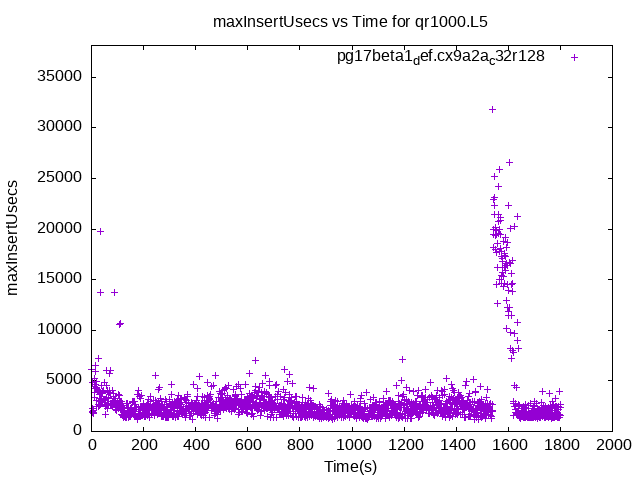 maxInsertUsecs vs Time for qr1000.L5
pg17beta1def.cx9a2ac32r128
maxInsertUsecs
35000
30000
25000
20000
15000
10000
5000
0
0 200 400 600 800 1000 1200 1400 1600 1800 2000
Time(s)